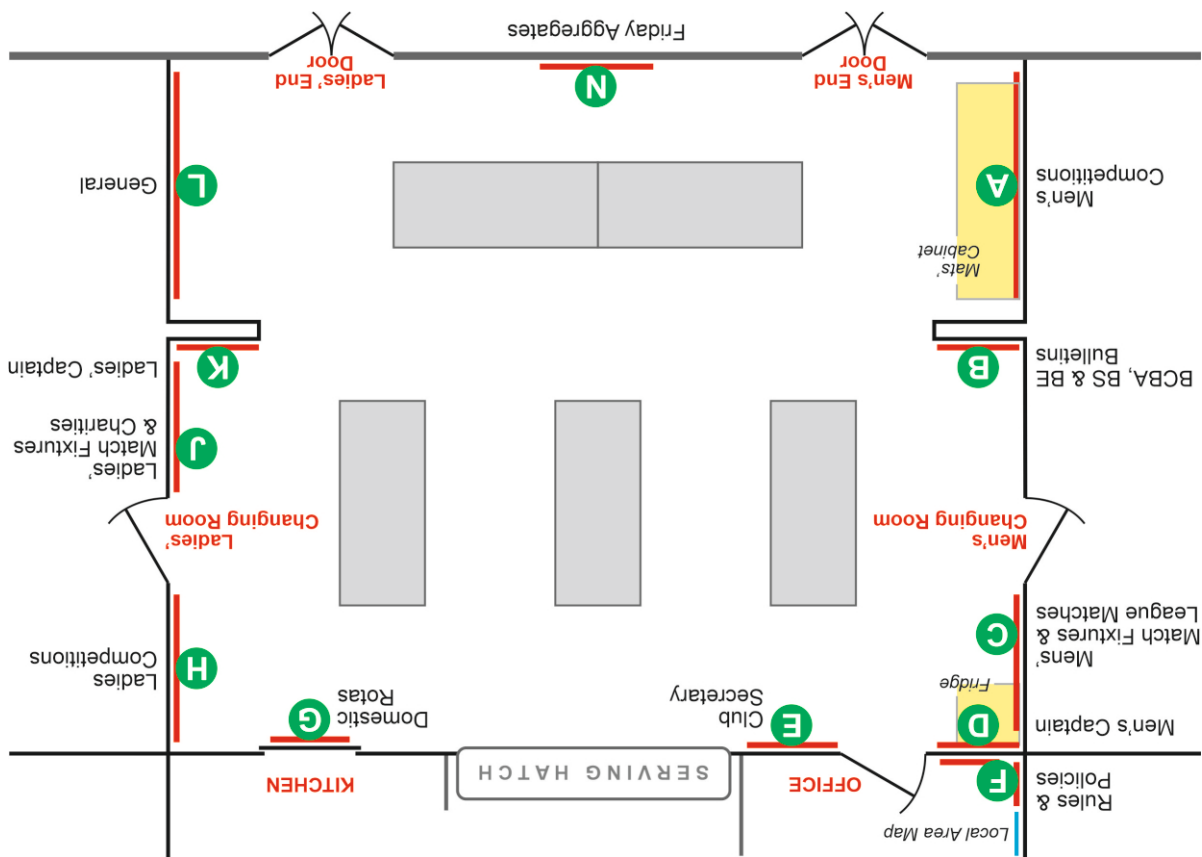 Local Area Map
Rules &
Policies
F
OFFICE
SERVING HATCH
KITCHEN
Men's Captain
D
Fridge
E
Club
Secretary
G
Domestic
Rotas
Mens'
Match Fixtures &
League Matches
C
H
Ladies
Competitions
Men's
Changing Room
Ladies'
Changing Room
J
Ladies'
Match Fixtures
& Charities
BCBA, BS & BE
Bulletins
B
K
Ladies' Captain
Mats'
Cabinet
Men's
Competitions
A
L
General
Men's End
Door
N
Ladies' End
Door
Friday Aggregates